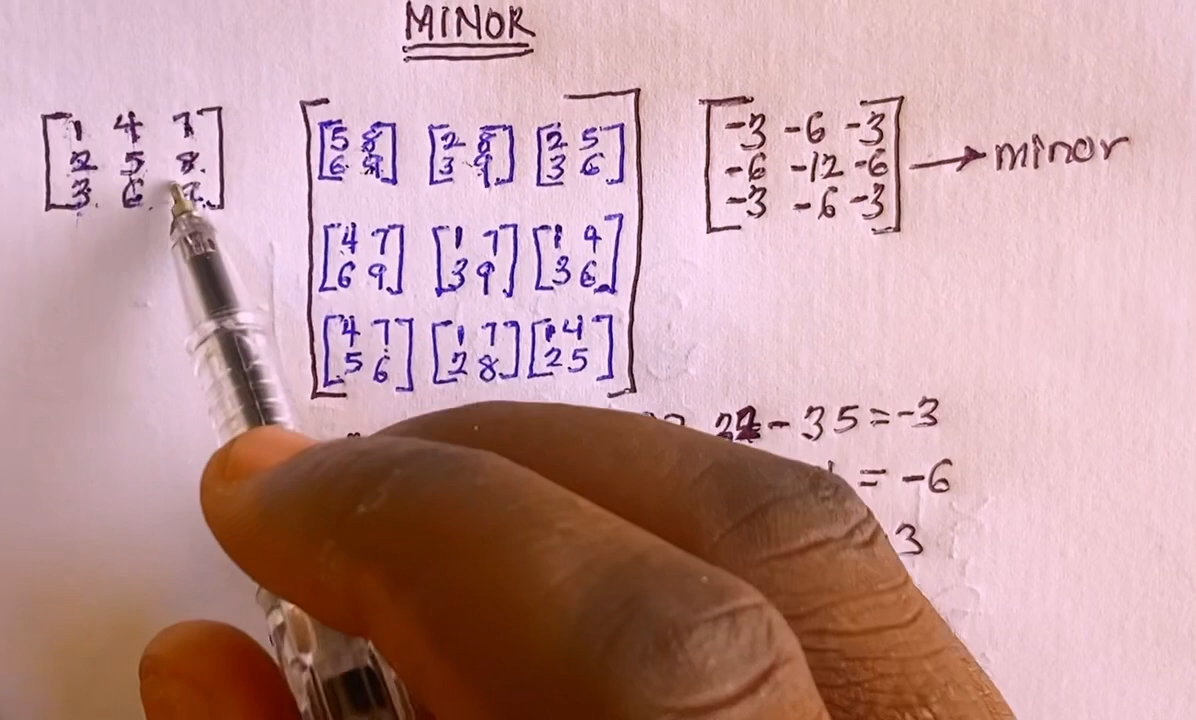 MINOR
1 4 7
2 5 8
3 6
5 8 2 8 2 5
6 9 3 9 3 6
4 7 1 7 1 4
6 9 3 9 3 6
4 7 1 7 1 4
5 6 2 8 2 5
-3 -6 -3
-6 -12 -6 → minor
-3 -6 -3
- 35 = -3
= -6
3